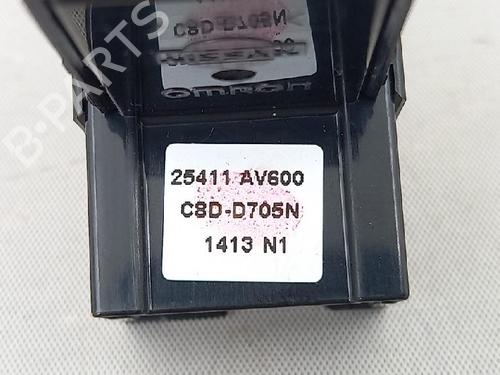 B-PARTS
C8D-D705N
OMRON
25411 AV600
C8D-D705N
1413 N1